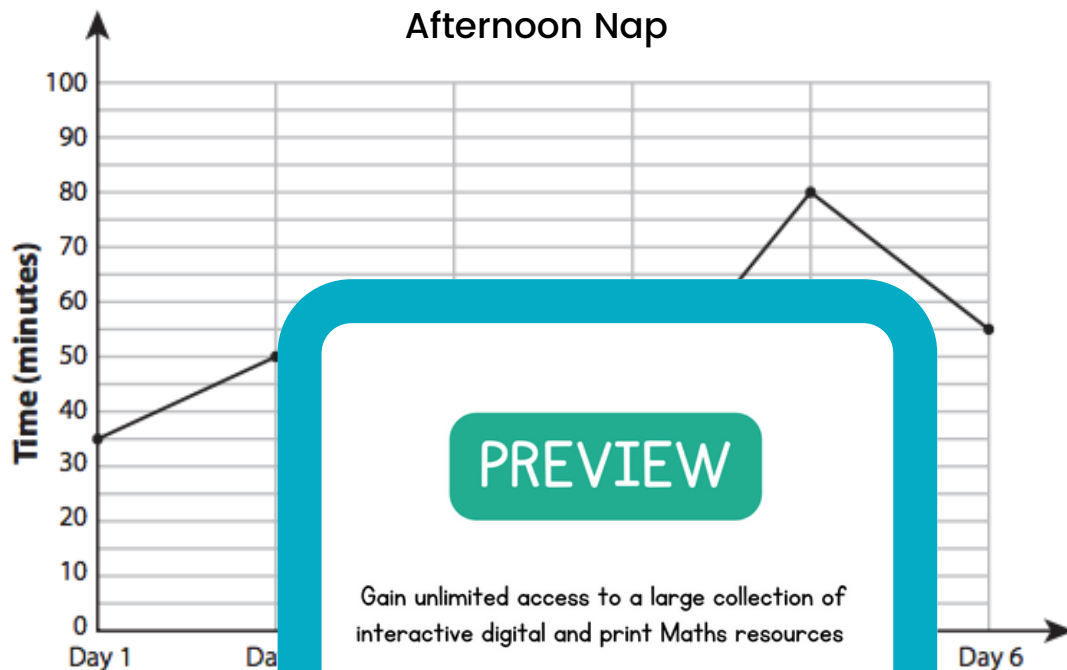 Afternoon Nap
100
90
80
70
60
50
40
30
20
10
0
Time (minutes)
PREVIEW
Gain unlimited access to a large collection of
interactive digital and print Maths resources
Day 1
Day 6